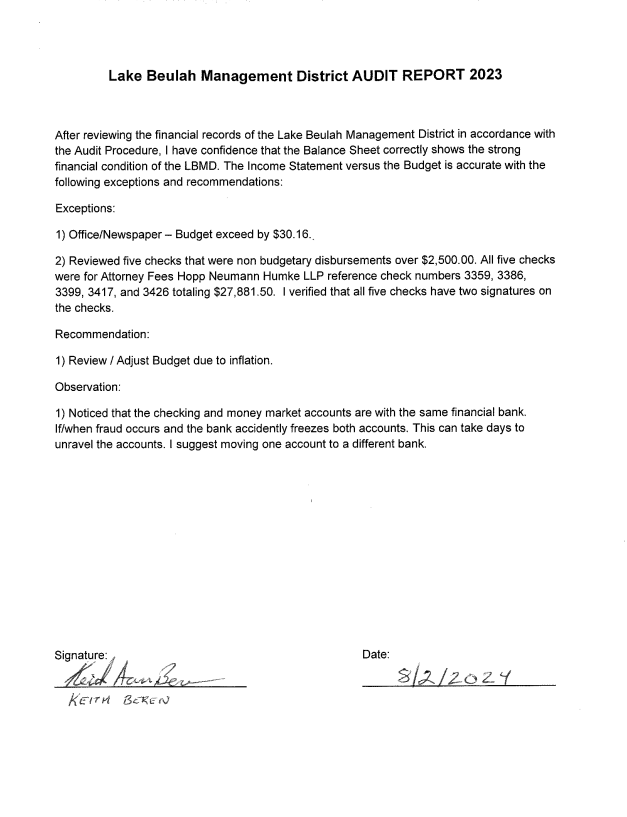 Lake Beulah Management District AUDIT REPORT 2023
After reviewing the financial records of the Lake Beulah Management District in accordance with
the Audit Procedure, I have confidence that the Balance Sheet correctly shows the strong
financial condition of the LBMD. The Income Statement versus the Budget is accurate with the
following exceptions and recommendations:
Exceptions:
1) Office/Newspaper – Budget exceed by $30.16.
2) Reviewed five checks that were non budgetary disbursements over $2,500.00. All five checks
were for Attorney Fees Hopp Neumann Humke LLP reference check numbers 3359, 3386,
3399, 3417, and 3426 totaling $27,881.50. I verified that all five checks have two signatures on
the checks.
Recommendation:
1) Review / Adjust Budget due to inflation.
Observation:
1) Noticed that the checking and money market accounts are with the same financial bank.
If/when fraud occurs and the bank accidently freezes both accounts. This can take days to
unravel the accounts. I suggest moving one account to a different bank.
Signature:
Date:
8/2/2024
KEITH BEREN